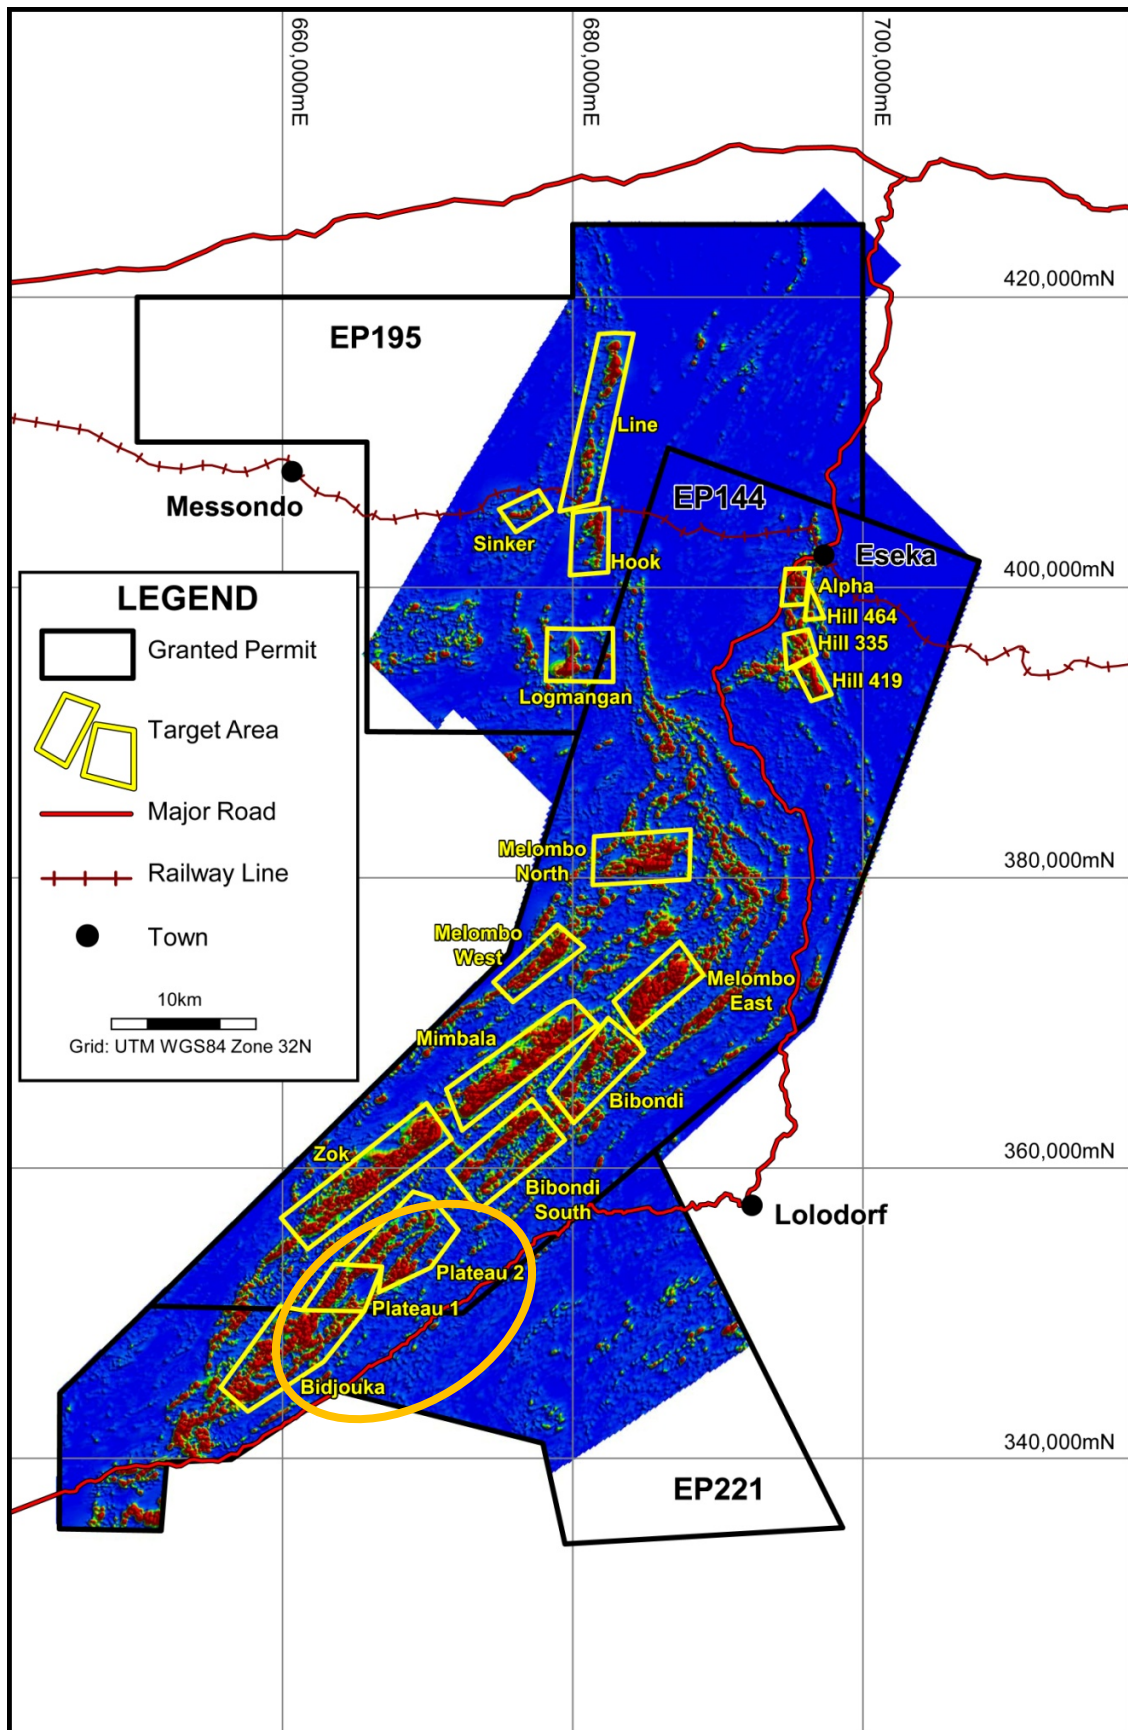 660,000mE
680,000mE
700,000mE
420,000mN
EP195
Line
EP144
Messondo
Sinker
Hook
Eseka
400,000mN
Alpha
Hill 464
Hill 335
Hill 419
Logmangan
LEGEND
Granted Permit
Target Area
Major Road
Railway Line
Town
10km
Grid: UTM WGS84 Zone 32N
Melombo
North
380,000mN
Melombo
West
Melombo
East
Mimbala
Bibondi
Zok
360,000mN
Bibondi
South
Lolodorf
Plateau 2
Plateau 1
Bidjouka
340,000mN
EP221